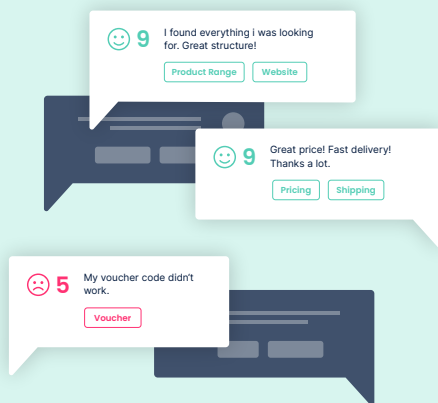 9
I found everything i was looking
for. Great structure!
Product Range
Website
9
Great price! Fast delivery!
Thanks a lot.
Pricing
Shipping
5
My voucher code didn't
work.
Voucher